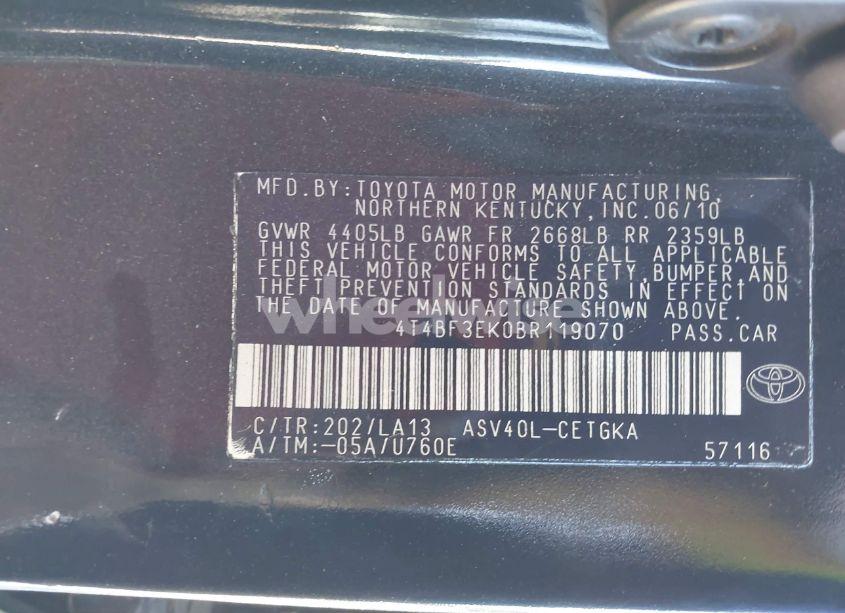 MFD.BY:TOYOTA MOTOR MANUFACTURING,
NORTHERN KENTUCKY,INC.06/10
GVWR 4405LB GAWR FR 2668LB RR 2359LB
THIS VEHICLE CONFORMS TO ALL APPLICABLE
FEDERAL MOTOR VEHICLE SAFETY,BUMPER,AND
THEFT PREVENTION STANDARDS IN EFFECT ON
THE DATE OF MANUFACTURE SHOWN ABOVE.
wheelwise
4T4BF3EK0BR119070 PASS.CAR
C/TR:202/LA13 ASV40L-CETGKA
A/TM:-05A/U760E 57116